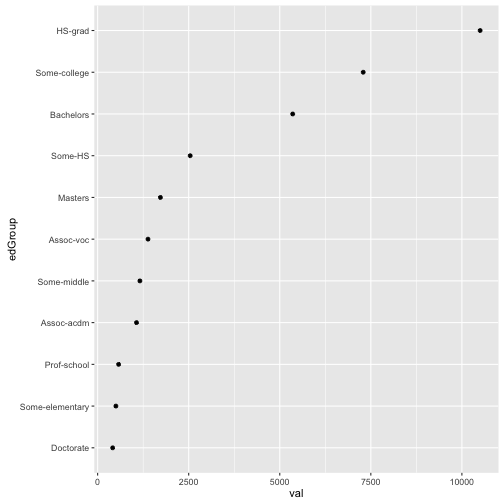 HS-grad
Some-college
Bachelors
Some-HS
Masters
Assoc-voc
Some-middle
Assoc-acdm
Prof-school
Some-elementary
Doctorate
edGroup
0 2500 5000 7500 10000
val